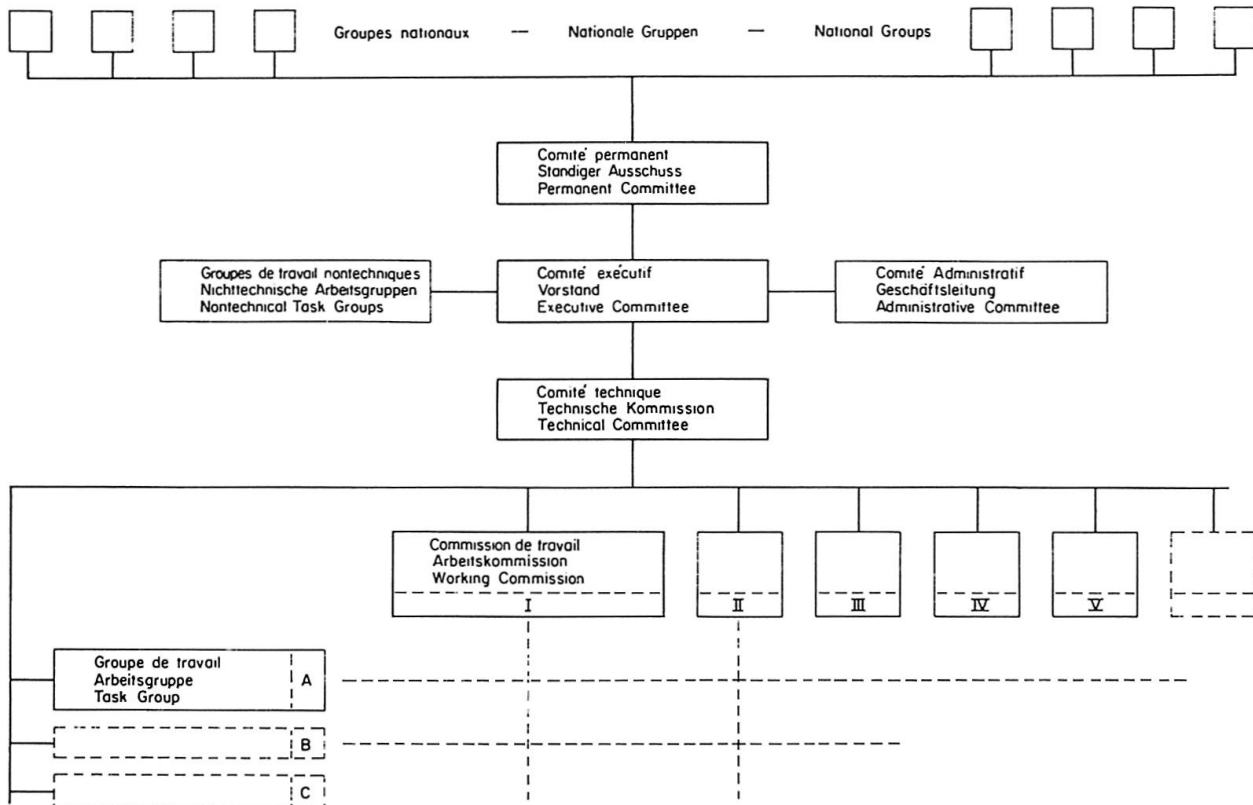 Groupes nationaux — Nationale Gruppen — National Groups
Comité permanent
Standiger Ausschuss
Permanent Committee
Groupes de travail nontechniques
Nichttechnische Arbeitsgruppen
Nontechnical Task Groups
Comité exécutif
Vorstand
Executive Committee
Comité Administratif
Geschäftsleitung
Administrative Committee
Comité technique
Technische Kommission
Technical Committee
Commission de travail
Arbeitskommission
Working Commission
I
II
III
IV
V
Groupe de travail
Arbeitsgruppe
Task Group
A
B
C